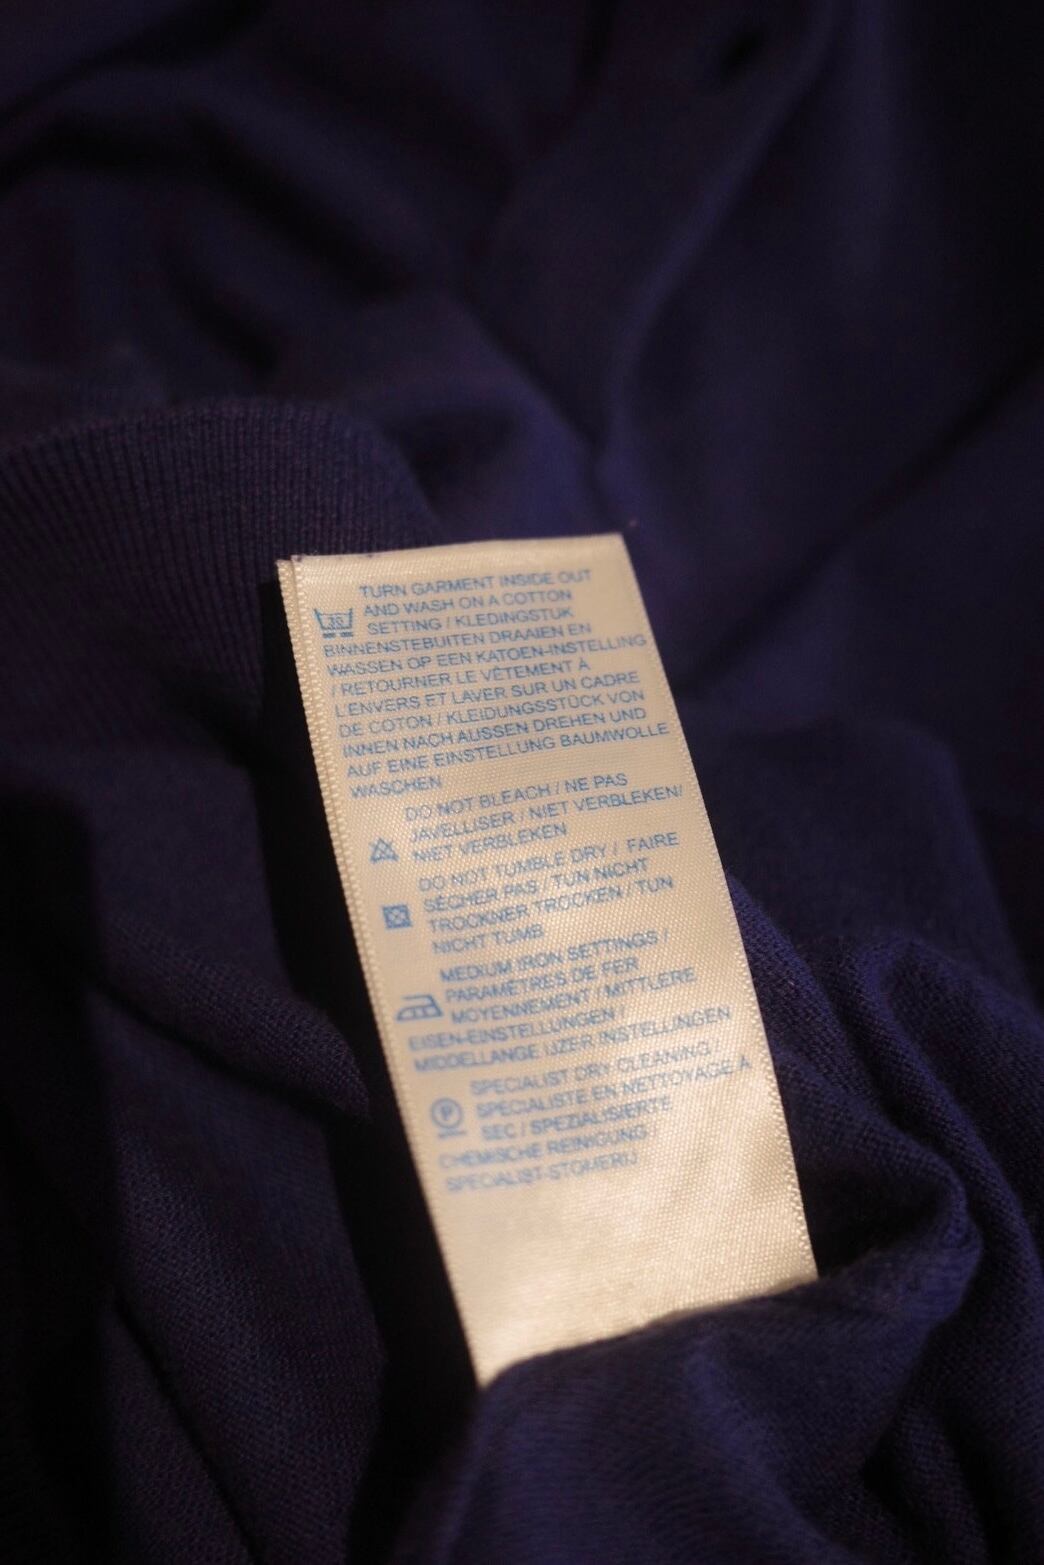 TURN GARMENT INSIDE OUT
AND WASH ON A COTTON
30 SETTING / KLEDINGSTUK
BINNENSTEBUITEN DRAAIEN EN
WASSEN OP EEN KATOEN-INSTELLING
/ RETOURNER LE VÊTEMENT À
L'ENVERS ET LAVER SUR UN CADRE
DE COTON / KLEIDUNGSSTÜCK VON
INNEN NACH AUSSEN DREHEN UND
AUF EINE EINSTELLUNG BAUMWOLLE
WASCHEN
DO NOT BLEACH / NE PAS
JAVELLISER / NIET VERBLEKEN/
NIET VERBLEKEN
DO NOT TUMBLE DRY / FAIRE
SÉCHER PAS / TUN NICHT
TROCKNER TROCKEN / TUN
NICHT TUMB
MEDIUM IRON SETTINGS /
PARAMÈTRES DE FER
MOYENNEMENT / MITTLERE
EISEN-EINSTELLUNGEN /
MIDDELLANGE IJZER INSTELLINGEN
SPECIALIST DRY CLEANING /
P SPECIALISTE EN NETTOYAGE À
SEC / SPEZIALISIERTE
CHEMISCHE REINIGUNG
SPECIALIST-STOMERIJ